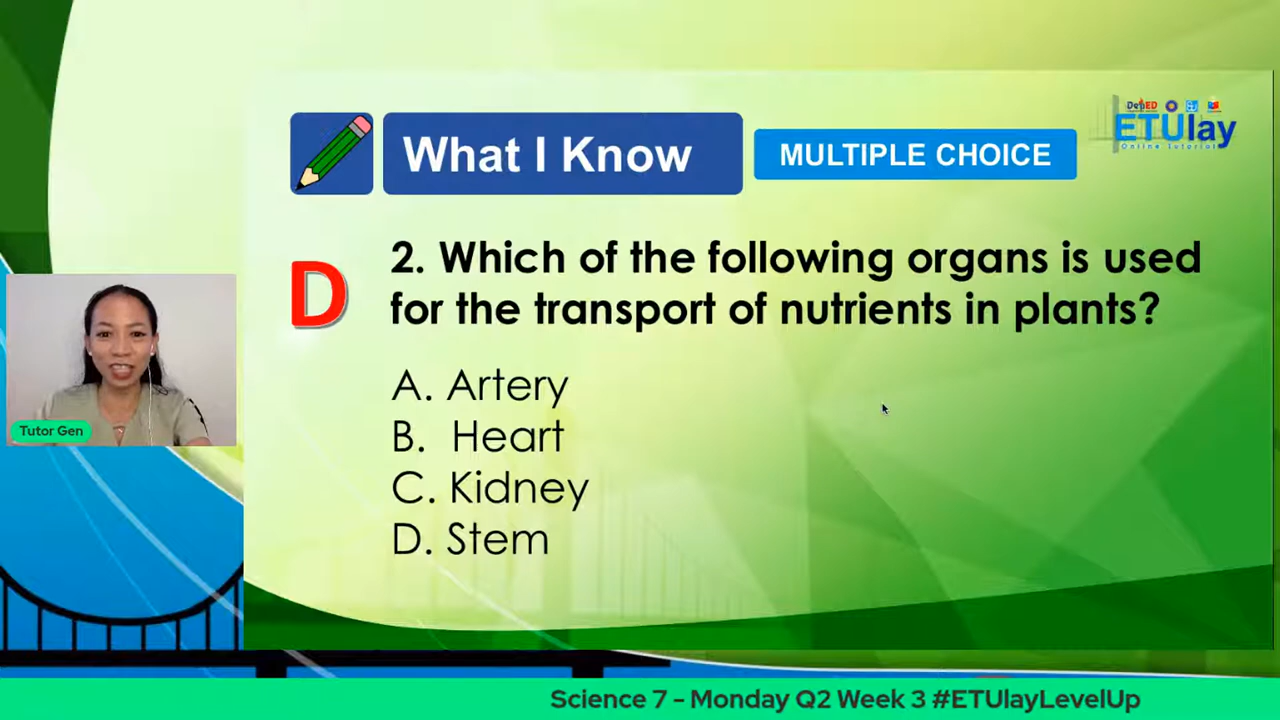 What I Know
MULTIPLE CHOICE
DepED
ETUlay
Online Tutorial
D
2. Which of the following organs is used
for the transport of nutrients in plants?
A. Artery
B. Heart
C. Kidney
D. Stem
Tutor Gen
Science 7 - Monday Q2 Week 3 #ETUlayLevelUp